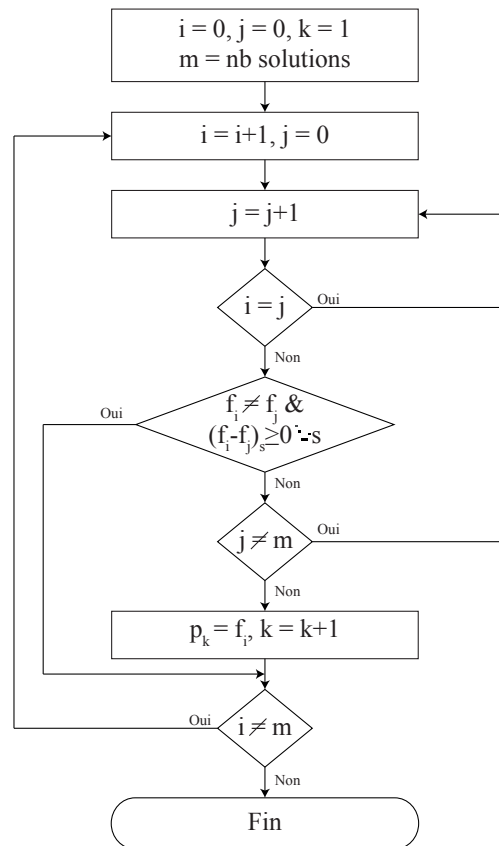 i = 0, j = 0, k = 1
m = nb solutions
i = i+1, j = 0
j = j+1
i = j
Oui
Non
Oui
f_i ≠ f_j &
(f_i-f_j)_s ≥0 s
Non
j ≠ m
Oui
Non
p_k = f_i, k = k+1
Oui
i ≠ m
Non
Fin